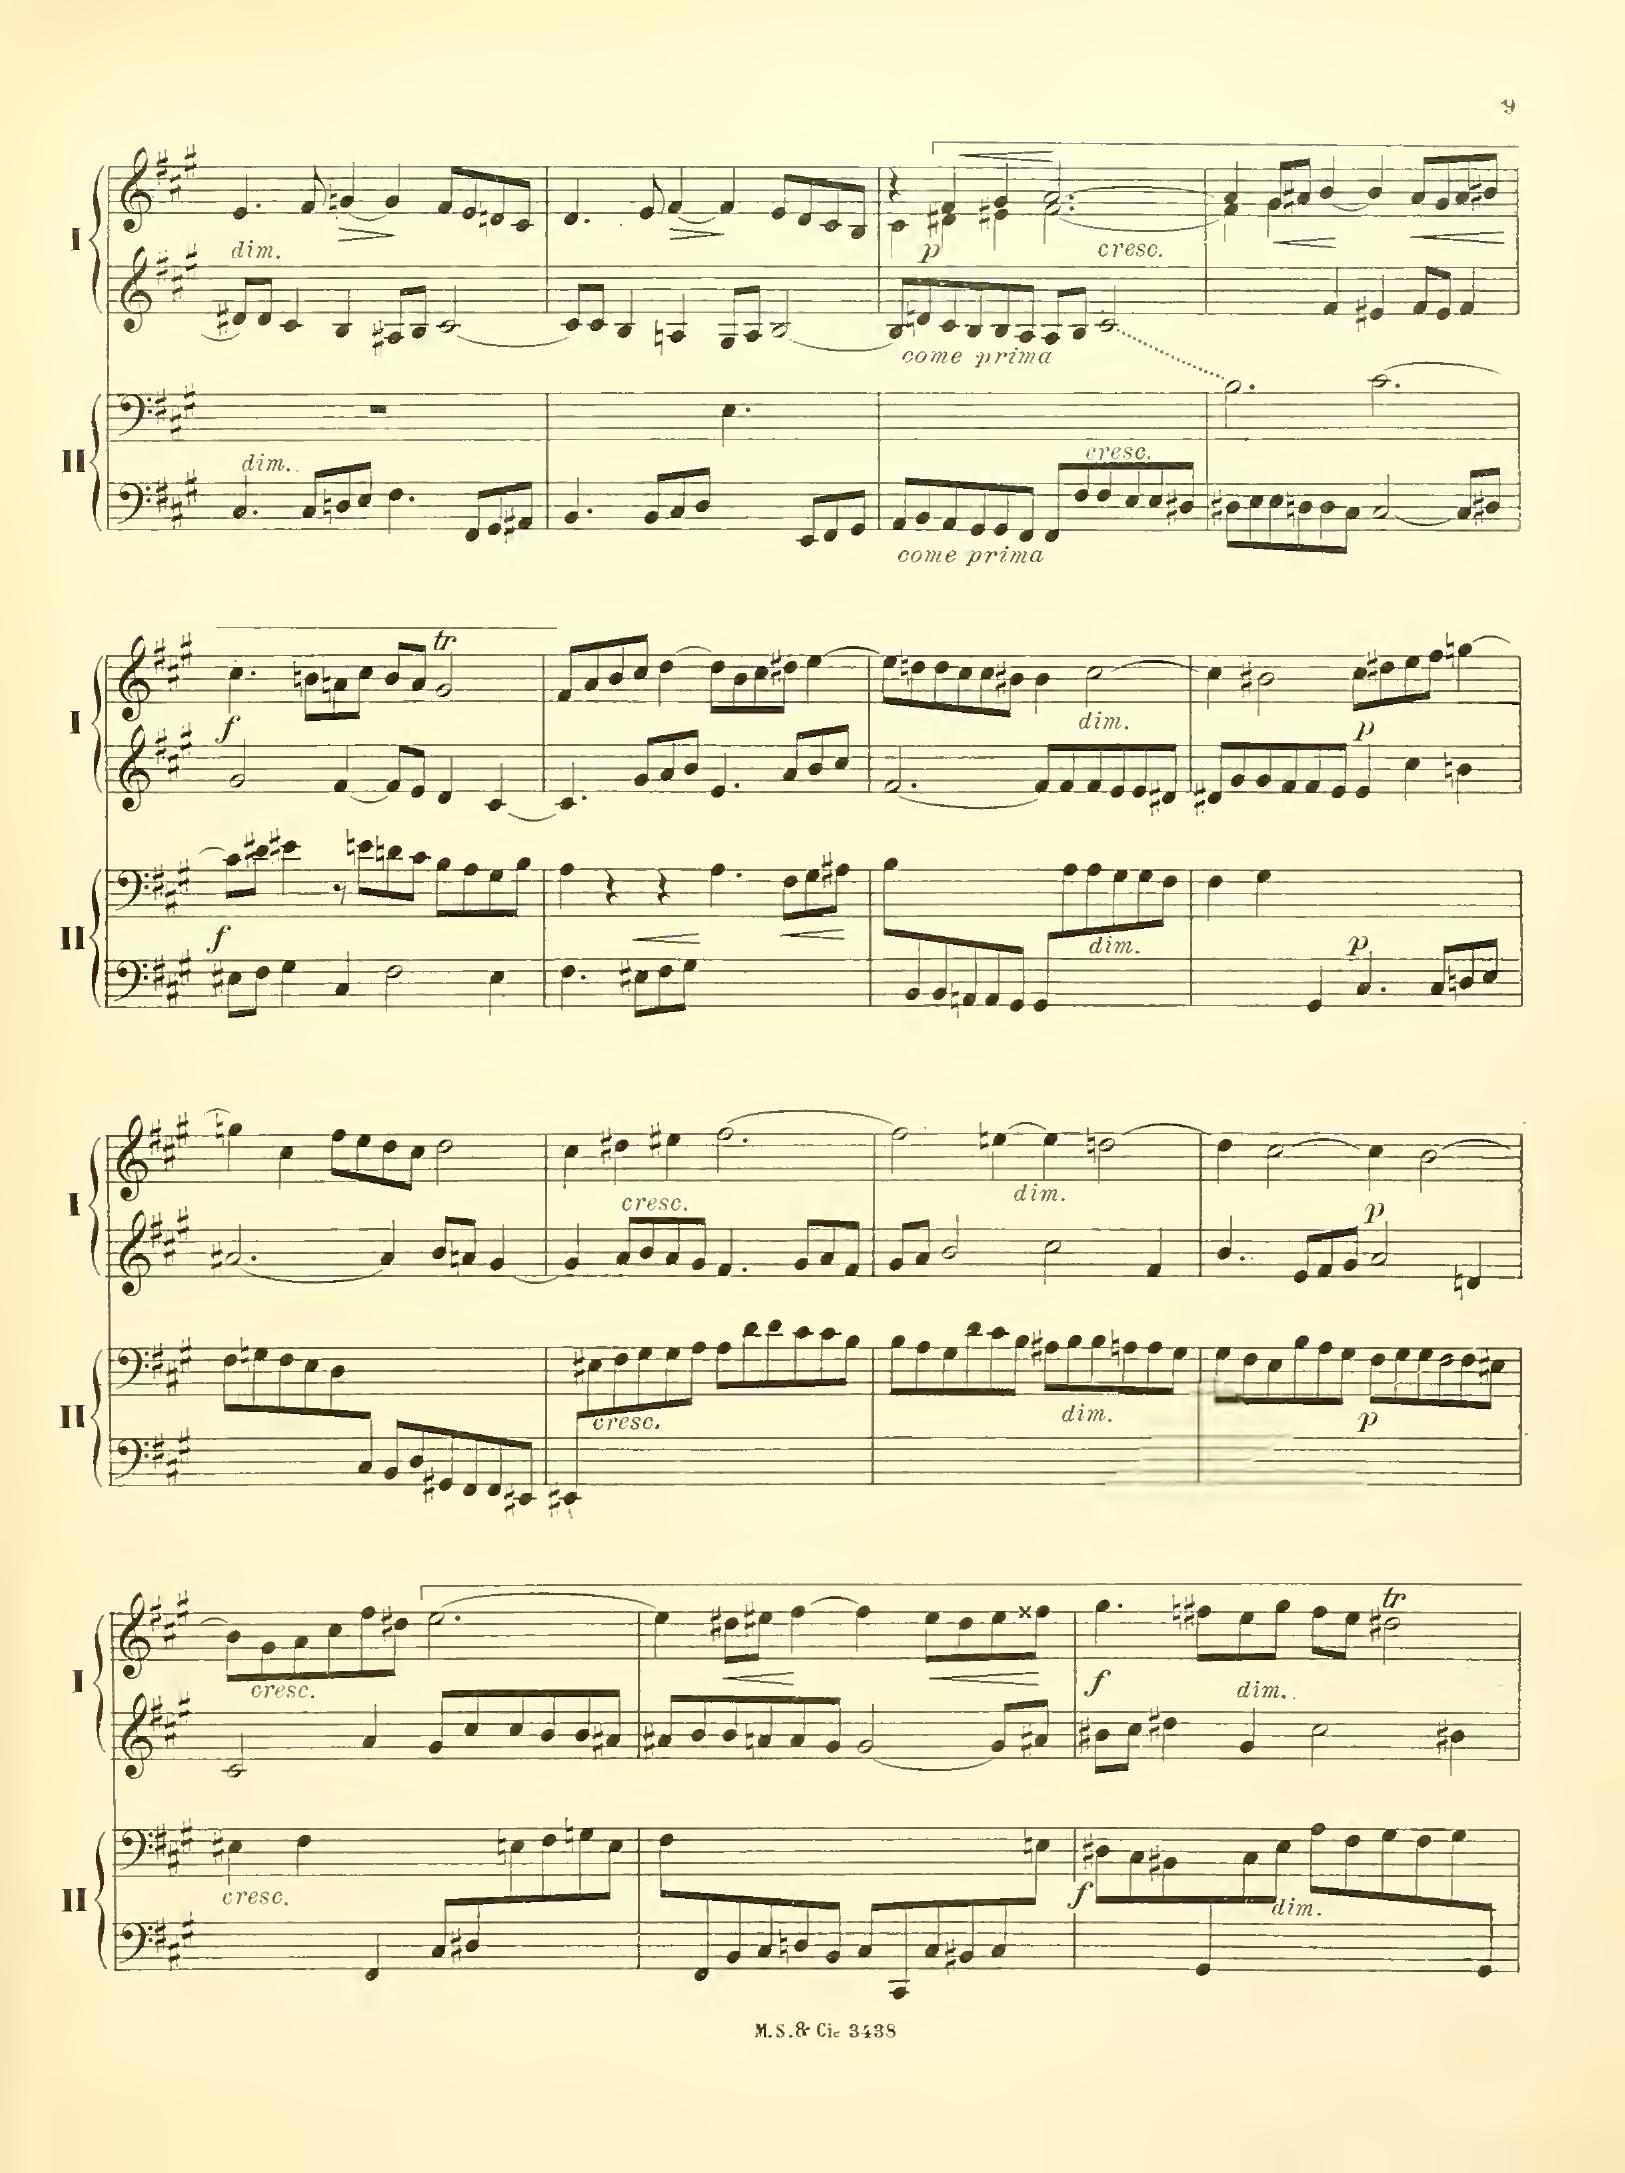 9
I
dim.
p
cresc.
come prima
II
dim.
cresc.
come prima
tr
I
f
dim.
p
II
f
dim.
p
I
cresc.
dim.
p
II
cresc.
dim.
p
tr
I
cresc.
f
dim.
II
cresc.
f
dim.
M.S.& Cie 3438